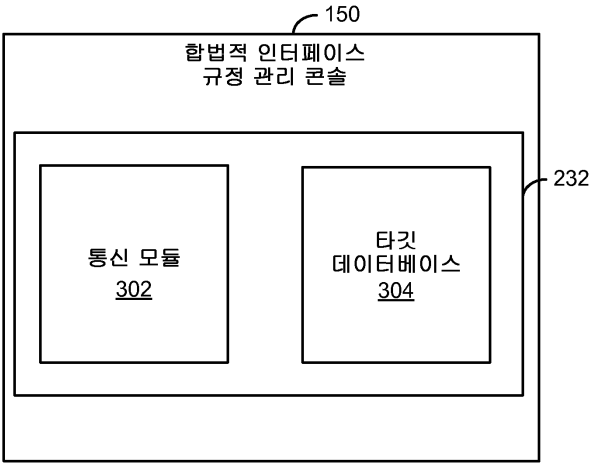 150
합법적 인터페이스
규정 관리 콘솔
232
통신 모듈
302
타깃
데이터베이스
304